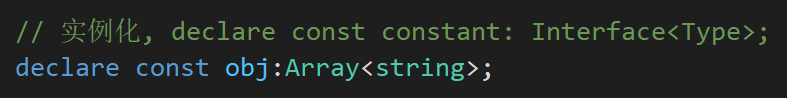 // 实例化, declare const constant: Interface<Type>;
declare const obj:Array<string>;